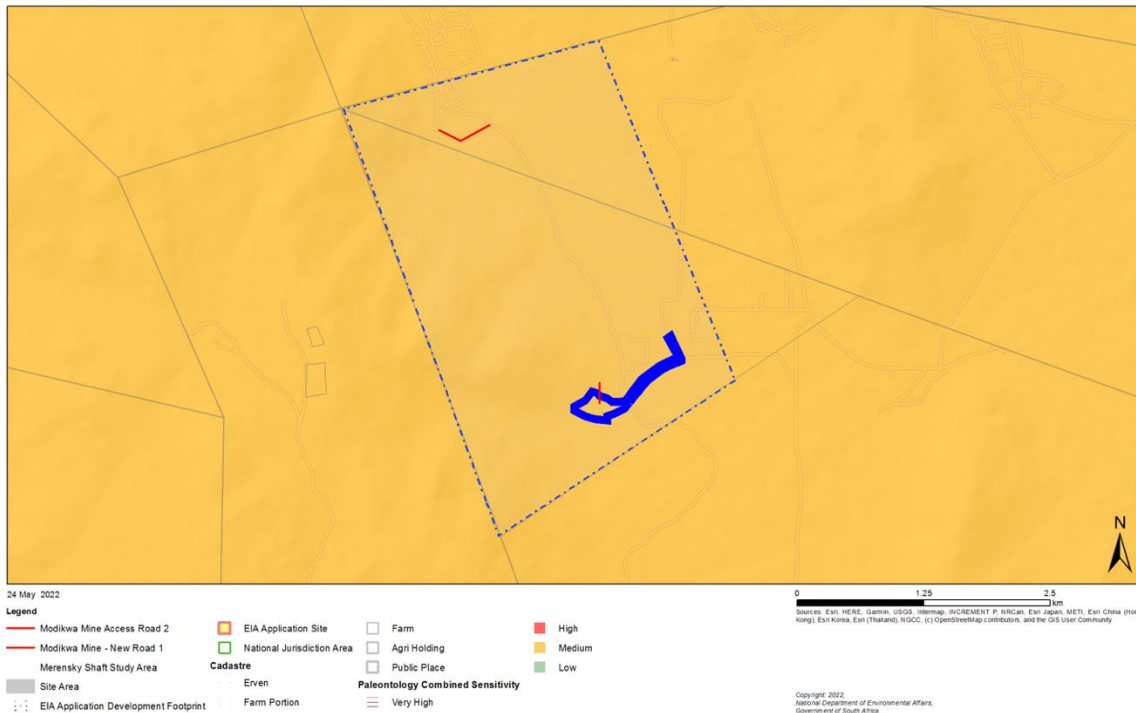 N
24 May 2022
0 1.25 2.5
km
Sources: Esri, HERE, Garmin, USGS, Intermap, INCREMENT P, NRCan, Esri Japan, METI, Esri China (Hong
Kong), Esri Korea, Esri (Thailand), NGCC, (c) OpenStreetMap contributors, and the GIS User Community
Legend
Modikwa Mine Access Road 2
Modikwa Mine - New Road 1
Merensky Shaft Study Area
Site Area
EIA Application Development Footprint
EIA Application Site
National Jurisdiction Area
Cadastre
Erven
Farm Portion
Farm
Agri Holding
Public Place
Paleontology Combined Sensitivity
Very High
High
Medium
Low
Copyright: 2022,
National Department of Environmental Affairs,
Government of South Africa